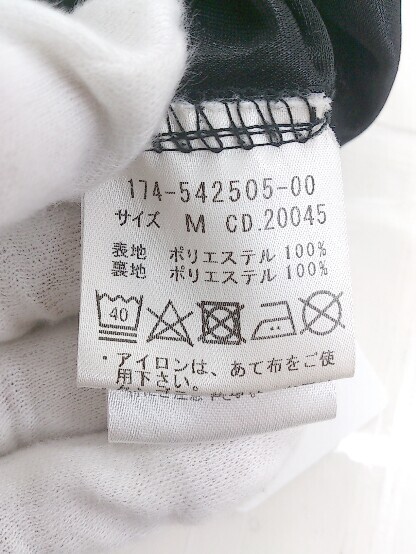 174-542505-00
サイズ M CD.20045
表地 ポリエステル 100%
裏地 ポリエステル 100%
40
・アイロンは、あて布をご使
用下さい。